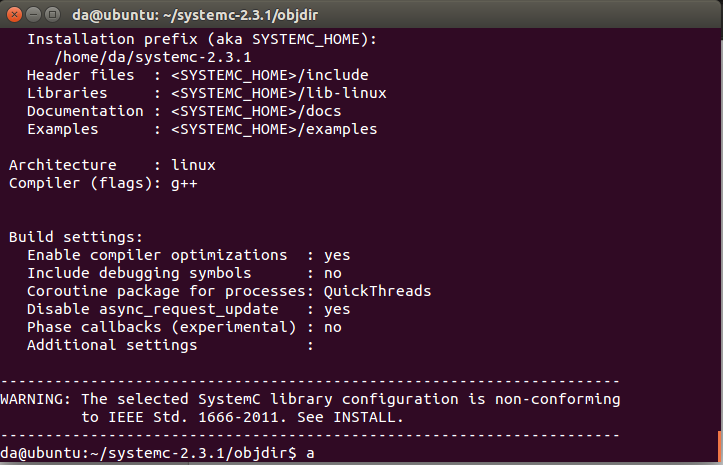 da@ubuntu: ~/systemc-2.3.1/objdir
Installation prefix (aka SYSTEMC_HOME):
/home/da/systemc-2.3.1
Header files  : <SYSTEMC_HOME>/include
Libraries     : <SYSTEMC_HOME>/lib-linux
Documentation : <SYSTEMC_HOME>/docs
Examples      : <SYSTEMC_HOME>/examples
Architecture    : linux
Compiler (flags): g++
Build settings:
Enable compiler optimizations  : yes
Include debugging symbols      : no
Coroutine package for processes: QuickThreads
Disable async_request_update   : yes
Phase callbacks (experimental) : no
Additional settings            :
---------------------------------------------------------------------
WARNING: The selected SystemC library configuration is non-conforming
to IEEE Std. 1666-2011. See INSTALL.
---------------------------------------------------------------------
da@ubuntu:~/systemc-2.3.1/objdir$ a